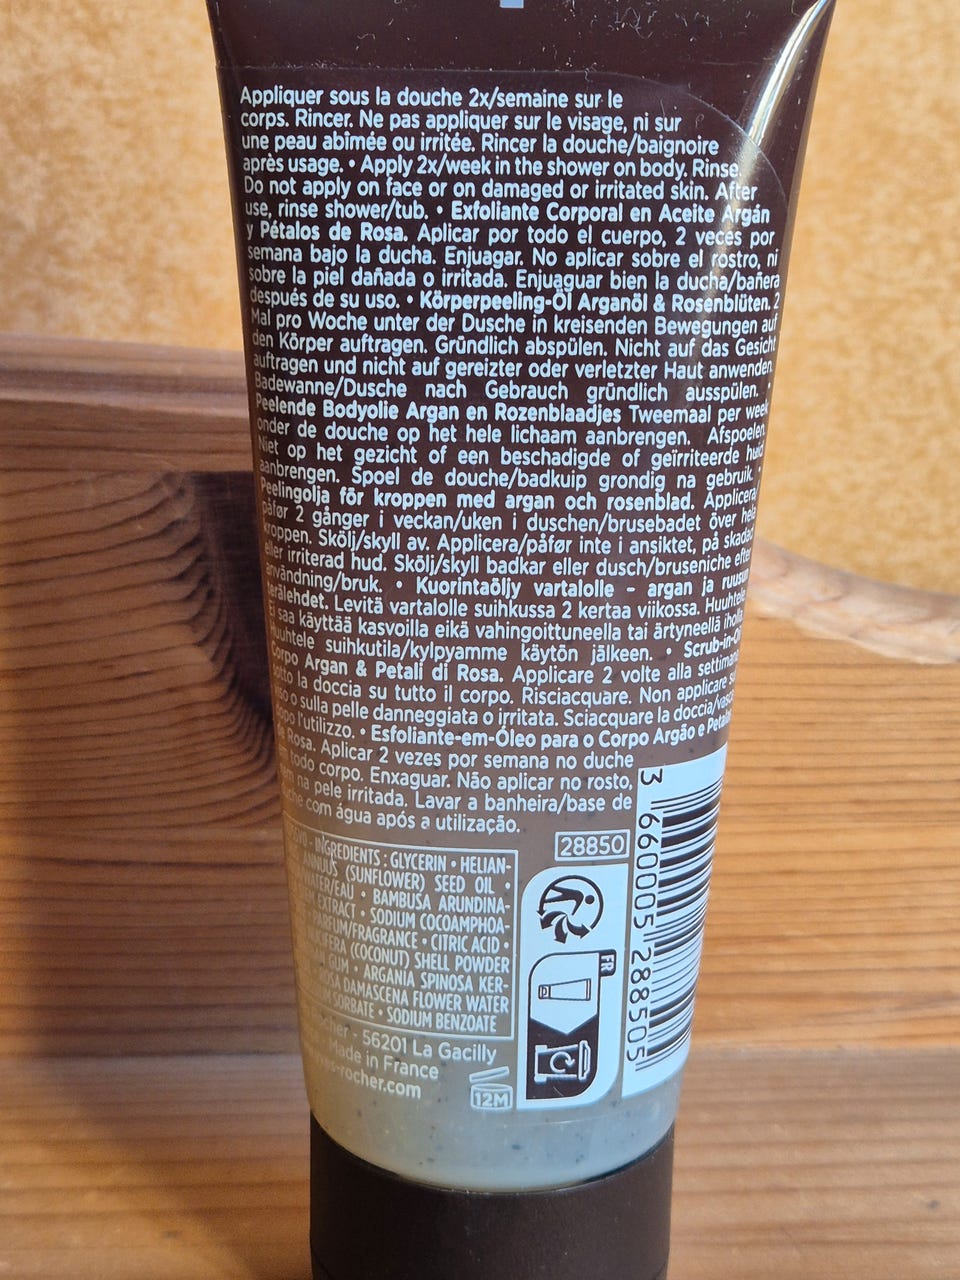 Appliquer sous la douche 2x/semaine sur le
corps. Rincer. Ne pas appliquer sur le visage, ni sur
une peau abîmée ou irritée. Rincer la douche/baignoire
après usage. • Apply 2x/week in the shower on body. Rinse.
Do not apply on face or on damaged or irritated skin. After
use, rinse shower/tub. • Exfoliante Corporal en Aceite Argán
y Pétalos de Rosa. Aplicar por todo el cuerpo, 2 veces por
semana bajo la ducha. Enjuagar. No aplicar sobre el rostro, ni
sobre la piel dañada o irritada. Enjuaguar bien la ducha/bañera
después de su uso. • Körperpeeling-Öl Arganöl & Rosenblüten. 2
Mal pro Woche unter der Dusche in kreisenden Bewegungen auf
den Körper auftragen. Gründlich abspülen. Nicht auf das Gesicht
auftragen und nicht auf gereizter oder verletzter Haut anwenden.
Badewanne/Dusche nach Gebrauch gründlich ausspülen. •
Peelende Bodyolie Argan en Rozenblaadjes Tweemaal per week
onder de douche op het hele lichaam aanbrengen. Afspoelen.
Niet op het gezicht of een beschadigde of geïrriteerde huid
aanbrengen. Spoel de douche/badkuip grondig na gebruik. •
Peelingolja för kroppen med argan och rosenblad. Applicera/
påfør 2 gånger i veckan/uken i duschen/brusebadet över hela
kroppen. Skölj/skyll av. Applicera/påfør inte i ansiktet, på skadad
eller irriterad hud. Skölj/skyll badkar eller dusch/bruseniche efter
användning/bruk. • Kuorintaöljy vartalolle - argan ja ruusun
terälehdet. Levitä vartalolle suihkussa 2 kertaa viikossa. Huuhtele.
Ei saa käyttää kasvoilla eikä vahingoittuneella tai ärtyneellä iholla.
Huuhtele suihkutila/kylpyamme käytön jälkeen. • Scrub-in-
Corpo Argan & Petali di Rosa. Applicare 2 volte alla settimana
sotto la doccia su tutto il corpo. Risciacquare. Non applicare su
viso o sulla pelle danneggiata o irritata. Sciacquare la doccia/vasca
dopo l'utilizzo. • Esfoliante-em-Óleo para o Corpo Argão e Petalas
de Rosa. Aplicar 2 vezes por semana no duche
todo corpo. Enxaguar. Não aplicar no rosto,
nem na pele irritada. Lavar a banheira/base de
duche com água após a utilização.
28850
INGREDIENTS : GLYCERIN • HELIAN-
ANNUUS (SUNFLOWER) SEED OIL •
WATER/EAU • BAMBUSA ARUNDINA-
EXTRACT • SODIUM COCOAMPHOA-
PARFUM/FRAGRANCE • CITRIC ACID •
NUCIFERA (COCONUT) SHELL POWDER
GUM • ARGANIA SPINOSA KER-
ROSA DAMASCENA FLOWER WATER
SORBATE • SODIUM BENZOATE
Rocher - 56201 La Gacilly
Made in France
yves-rocher.com
12M
FR
3 660005 288505